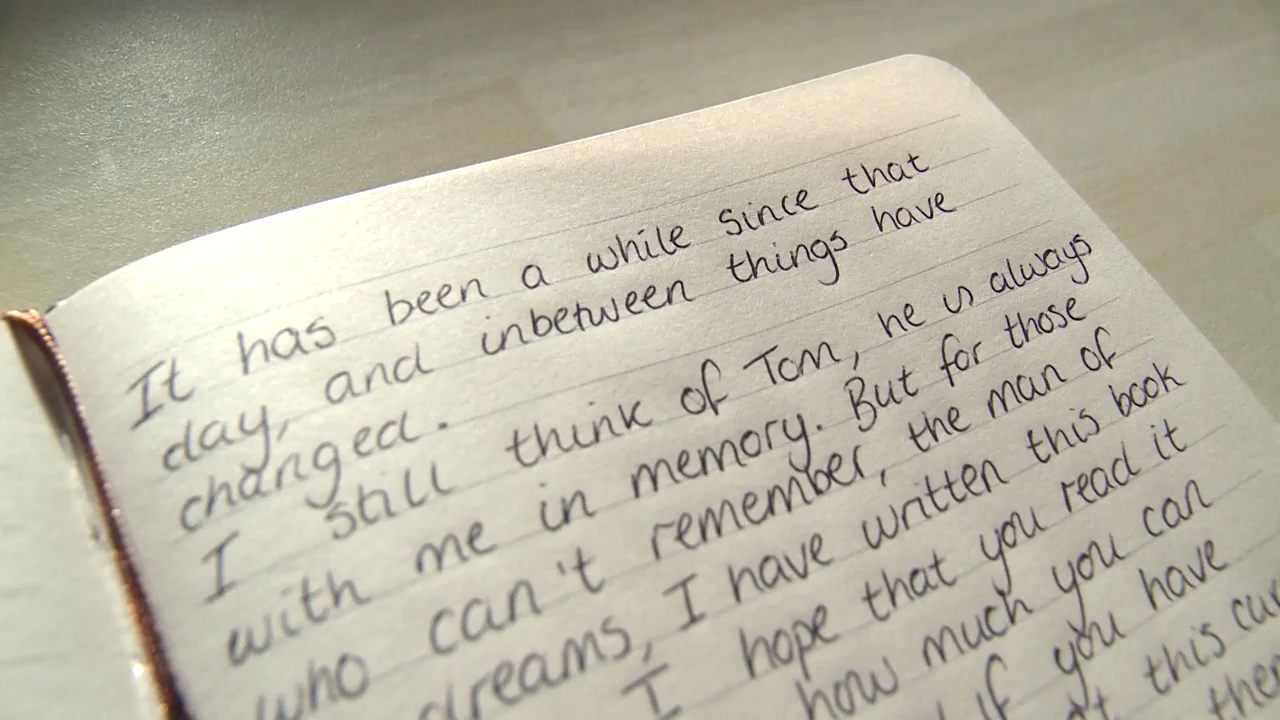 It has been a while since that
day, and inbetween things have
changed.
I still think of Tom, he is always
with me in memory. But for those
who can't remember, the man of
dreams, I have written this book
I hope that you read it
how much you can
if you have
this